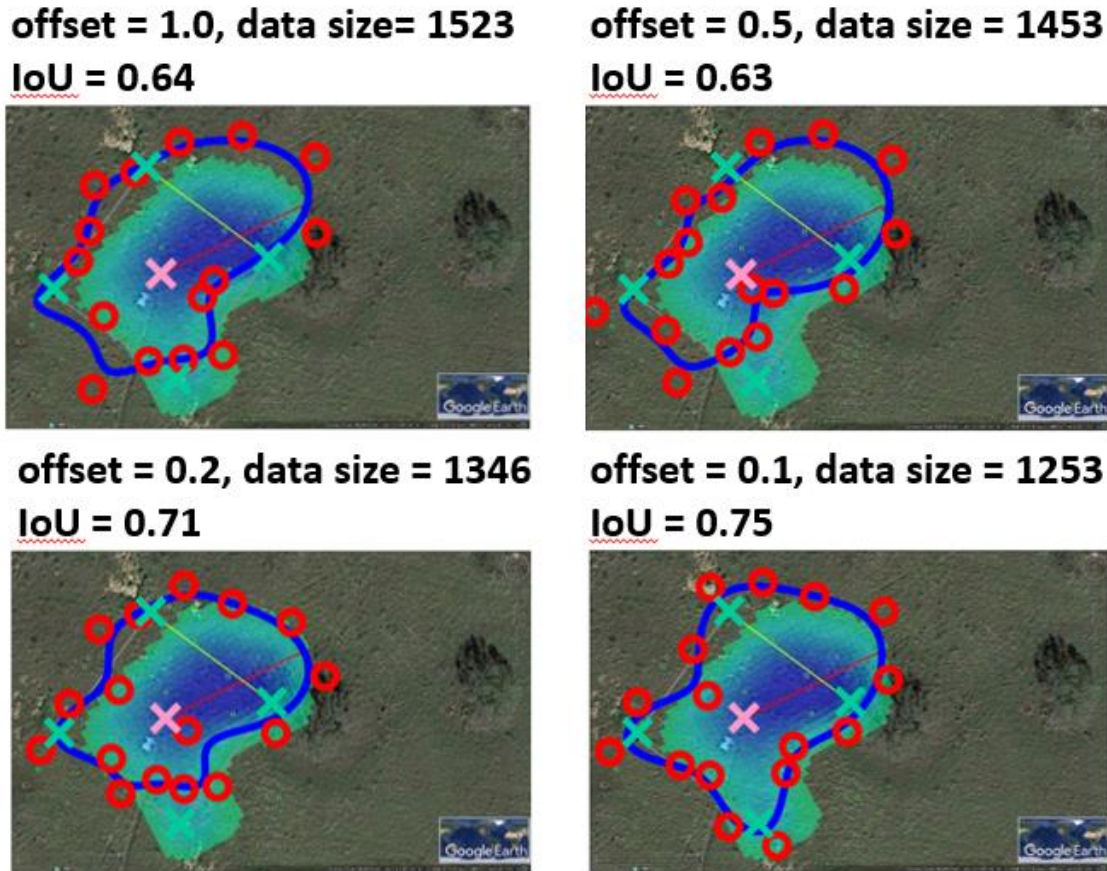 offset = 1.0, data size= 1523
IoU = 0.64
offset = 0.5, data size = 1453
IoU = 0.63
Google Earth
Google Earth
offset = 0.2, data size = 1346
IoU = 0.71
offset = 0.1, data size = 1253
IoU = 0.75
Google Earth
Google Earth